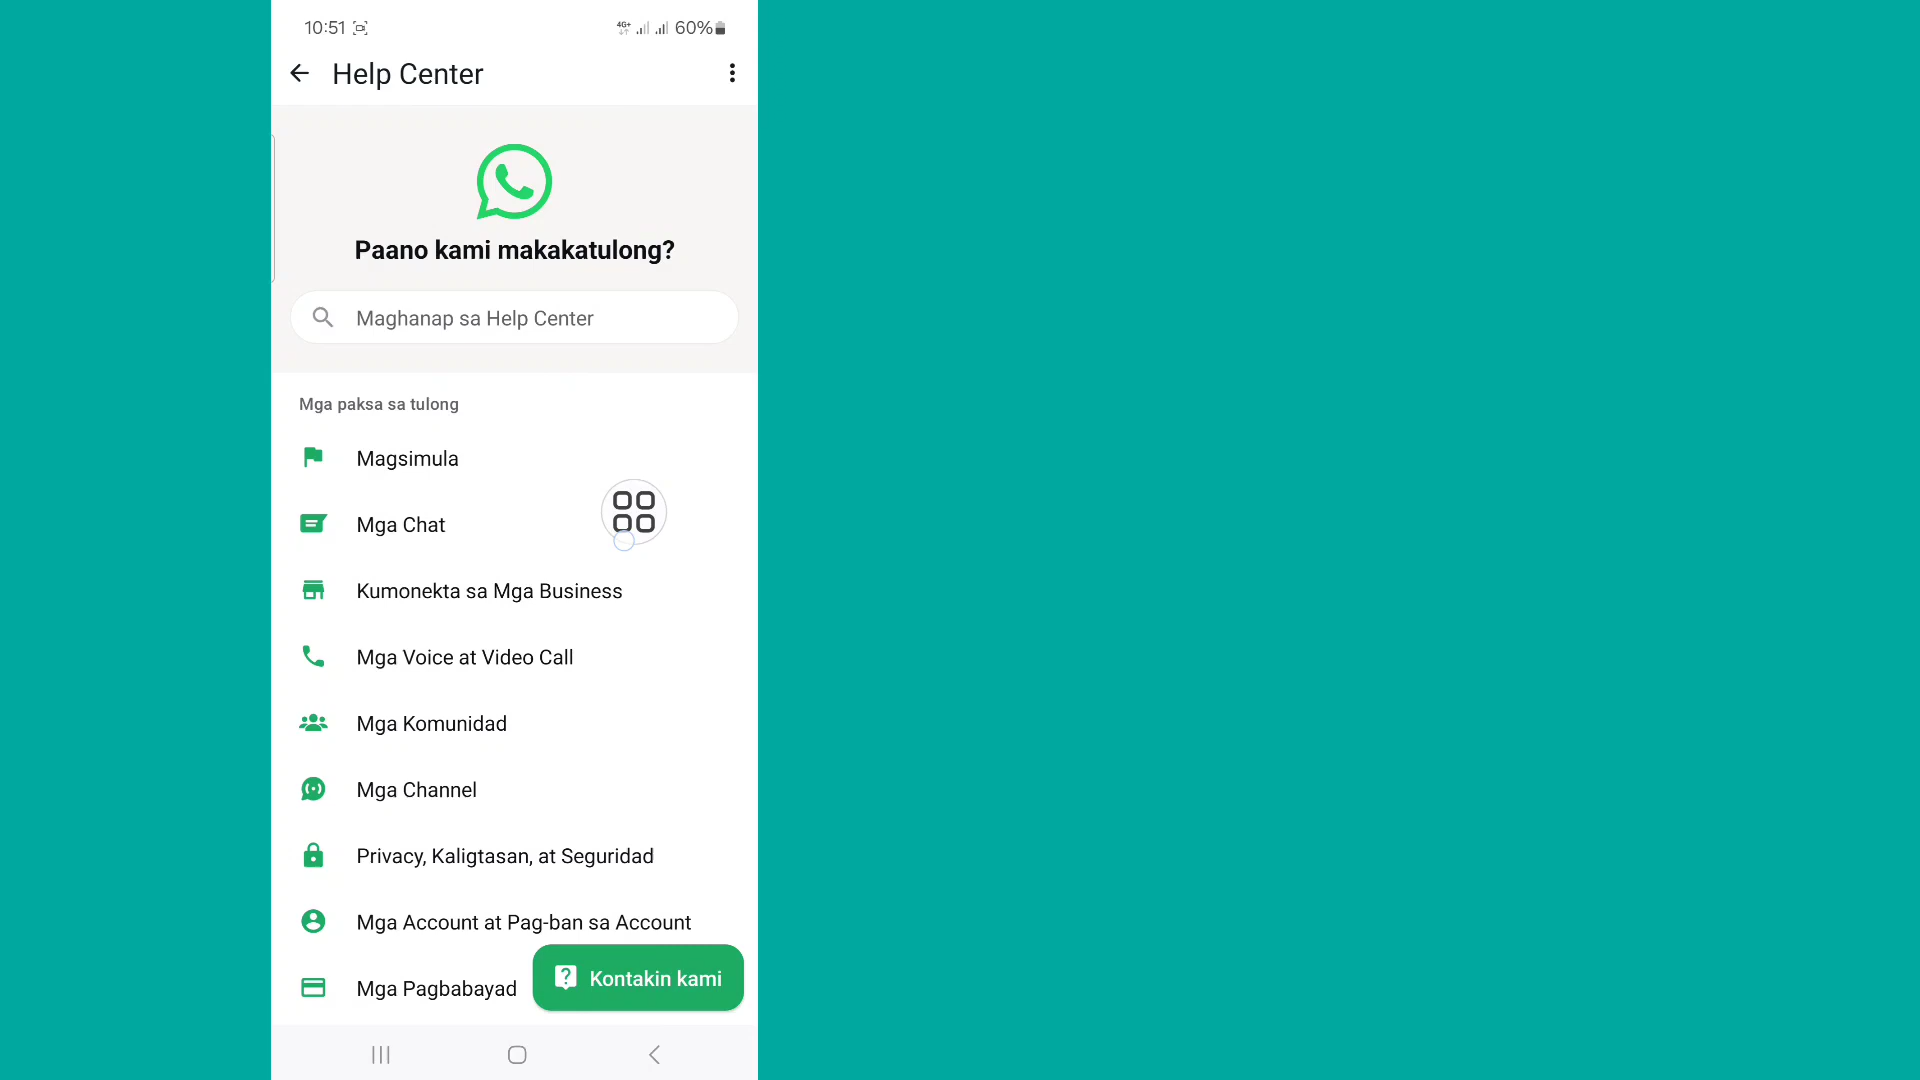 10:51 4G+ 60%
Help Center
Paano kami makakatulong?
Maghanap sa Help Center
Mga paksa sa tulong
Magsimula
Mga Chat
Kumonekta sa Mga Business
Mga Voice at Video Call
Mga Komunidad
Mga Channel
Privacy, Kaligtasan, at Seguridad
Mga Account at Pag-ban sa Account
Mga Pagbabayad
Kontakin kami